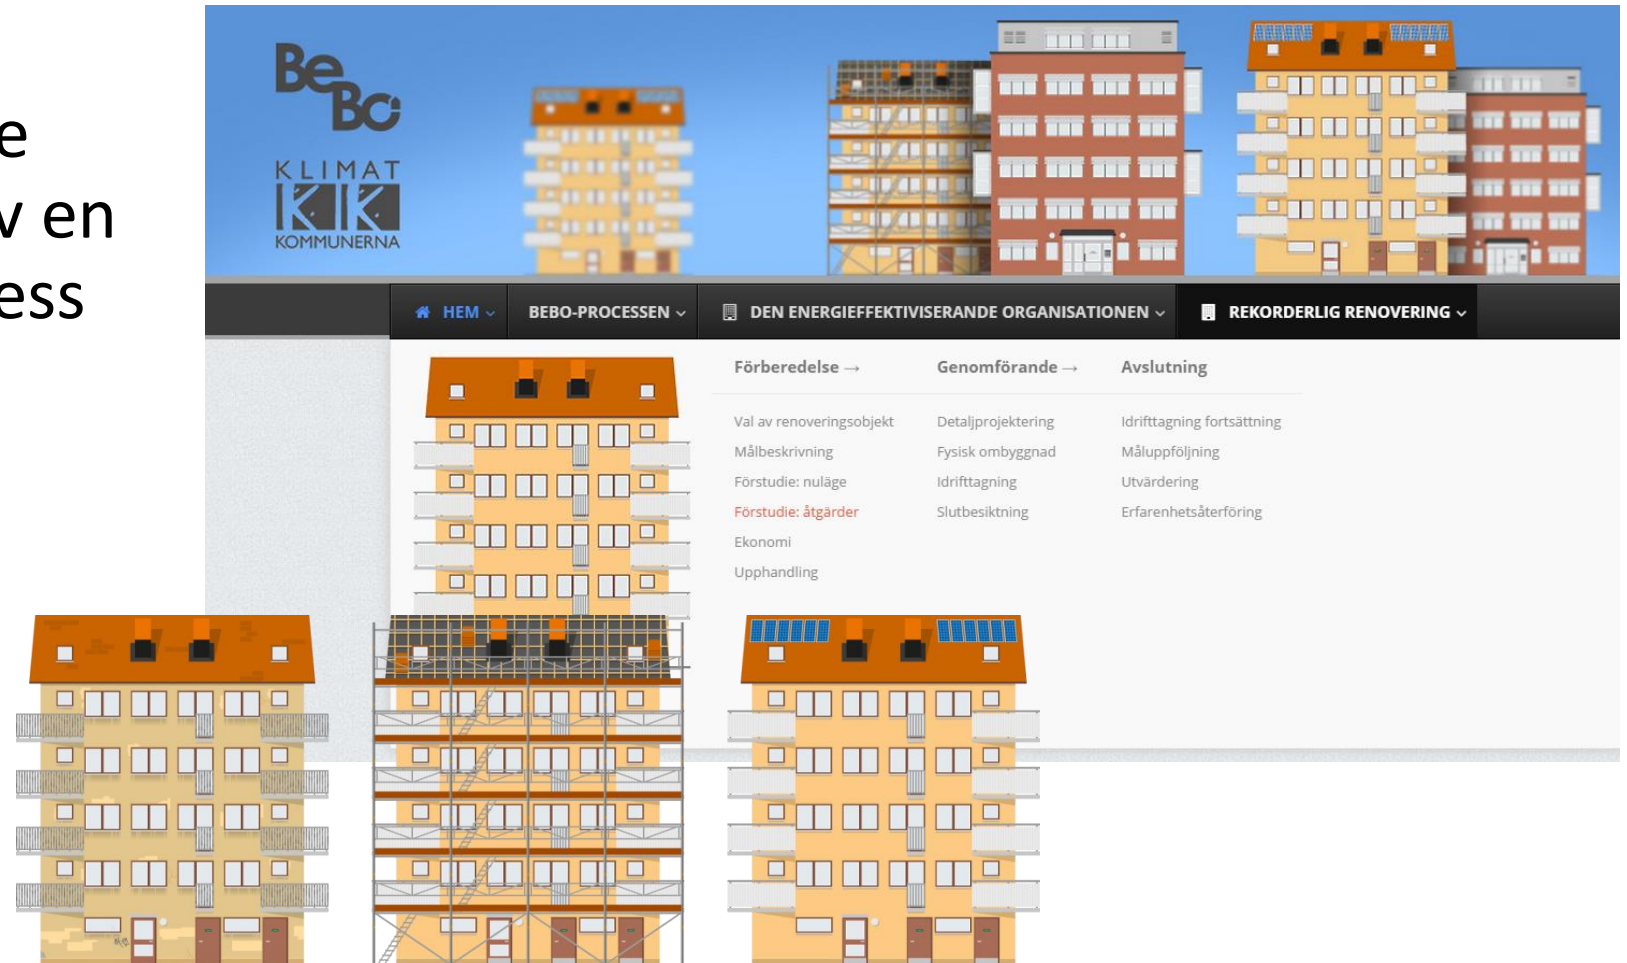 e
v en
ess
BeBo
KLIMAT
KK
KOMMUNERNA
HEM
BEBO-PROCESSEN
DEN ENERGIEFFEKTIVISERANDE ORGANISATIONEN
REKORDERLIG RENOVERING
Förberedelse →
Genomförande →
Avslutning
Val av renoveringsobjekt
Detaljprojektering
Idrifttagning fortsättning
Målbeskrivning
Fysisk ombyggnad
Måluppföljning
Förstudie: nuläge
Idrifttagning
Utvärdering
Förstudie: åtgärder
Slutbesiktning
Erfarenhetsåterföring
Ekonomi
Upphandling